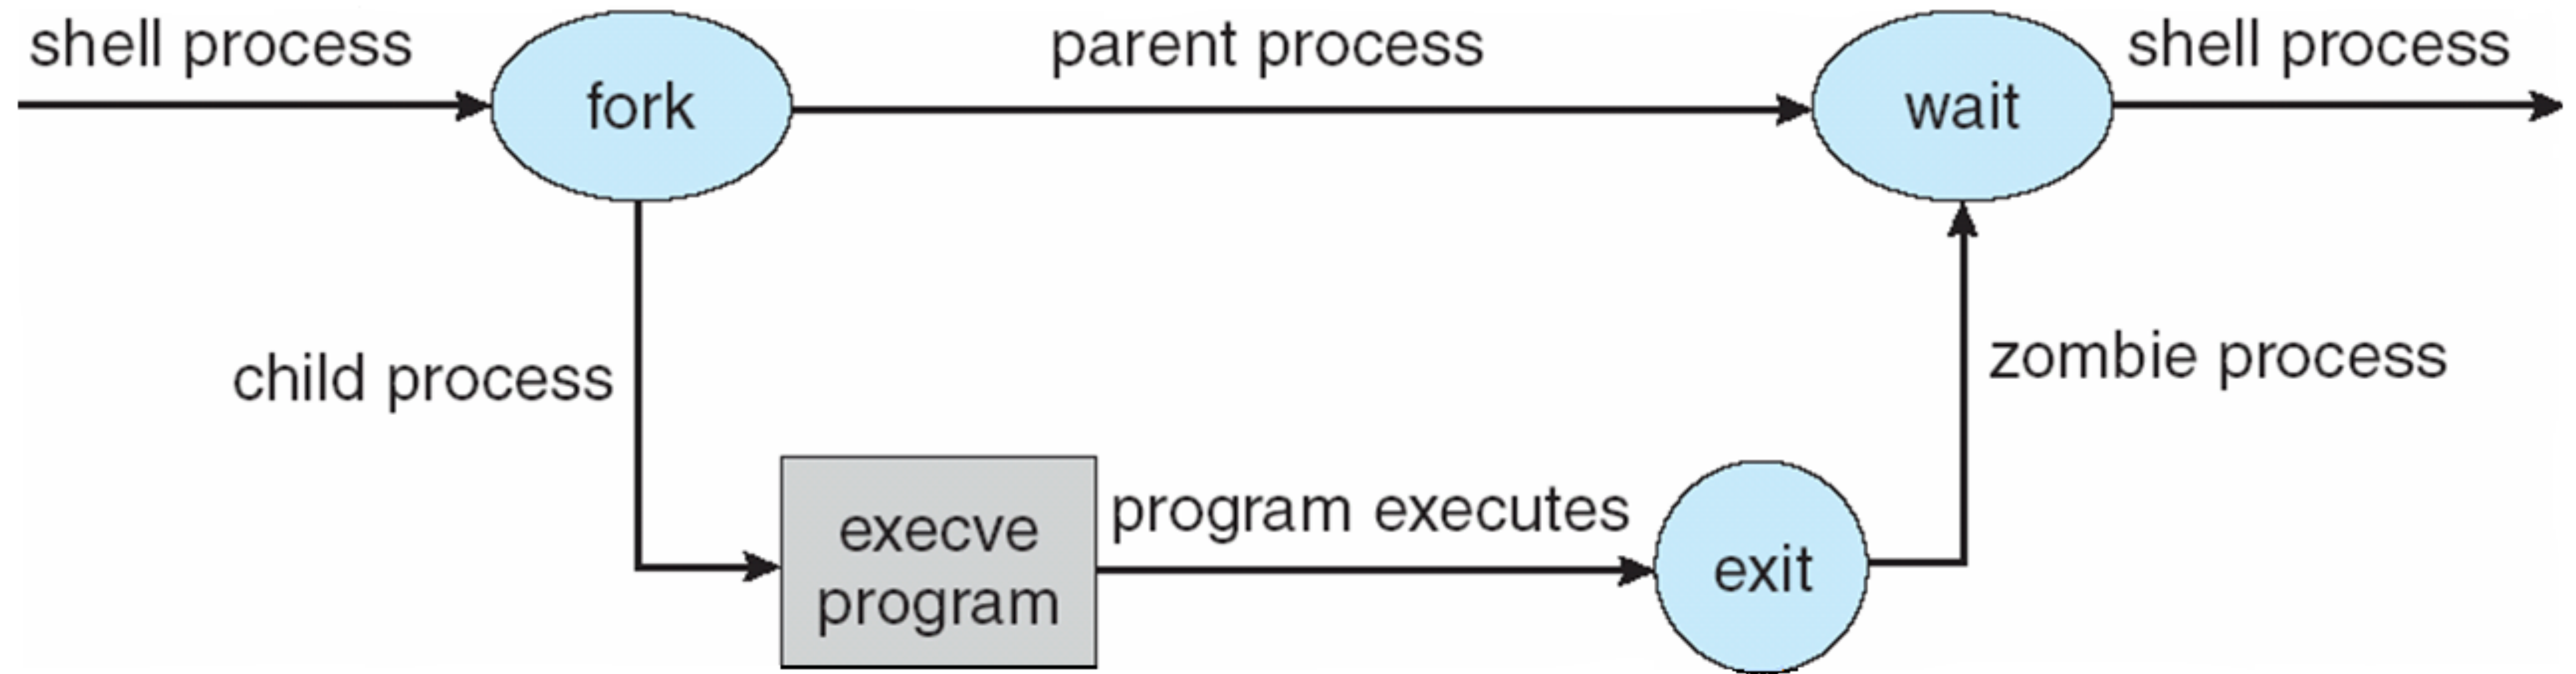 shell process
fork
parent process
wait
shell process
child process
zombie process
execve
program
program executes
exit